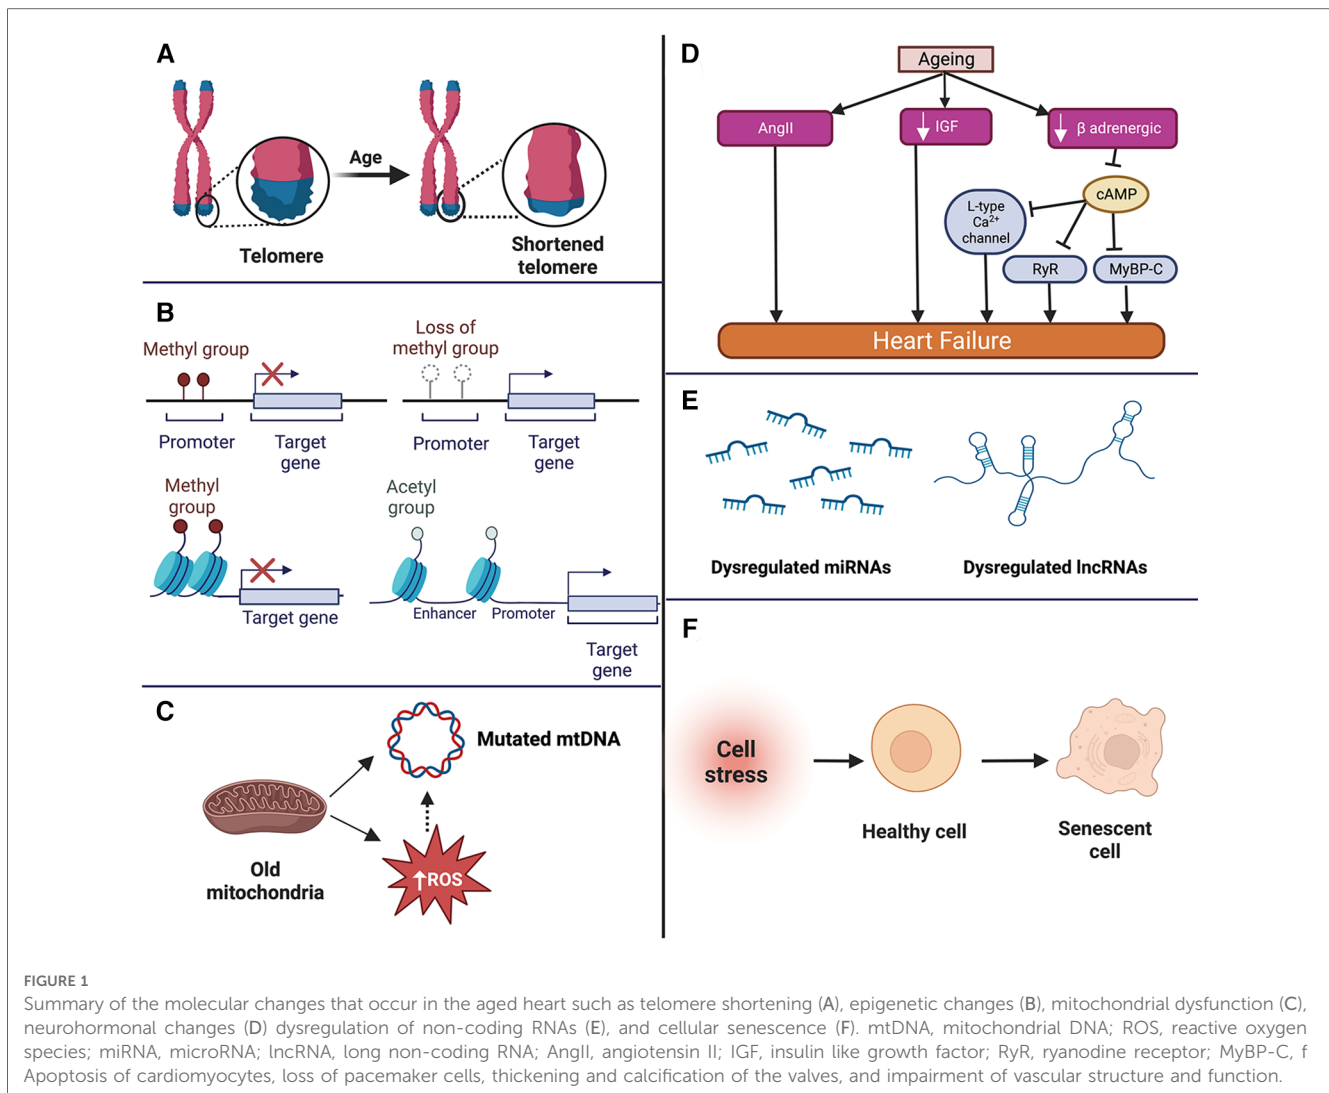 A
Age
Telomere
Shortened
telomere
B
Methyl group
Promoter
Target
gene
Loss of
methyl group
Promoter
Target
gene
Methyl
group
Target gene
Acetyl
group
Enhancer
Promoter
Target
gene
C
Old
mitochondria
Mutated mtDNA
↑ROS
D
Ageing
AngII
↓ IGF
↓ β adrenergic
cAMP
L-type
Ca²⁺
channel
RyR
MyBP-C
Heart Failure
E
Dysregulated miRNAs
Dysregulated lncRNAs
F
Cell
stress
Healthy cell
Senescent
cell
FIGURE 1
Summary of the molecular changes that occur in the aged heart such as telomere shortening (A), epigenetic changes (B), mitochondrial dysfunction (C),
neurohormonal changes (D) dysregulation of non-coding RNAs (E), and cellular senescence (F). mtDNA, mitochondrial DNA; ROS, reactive oxygen
species; miRNA, microRNA; lncRNA, long non-coding RNA; AngII, angiotensin II; IGF, insulin like growth factor; RyR, ryanodine receptor; MyBP-C, f
Apoptosis of cardiomyocytes, loss of pacemaker cells, thickening and calcification of the valves, and impairment of vascular structure and function.